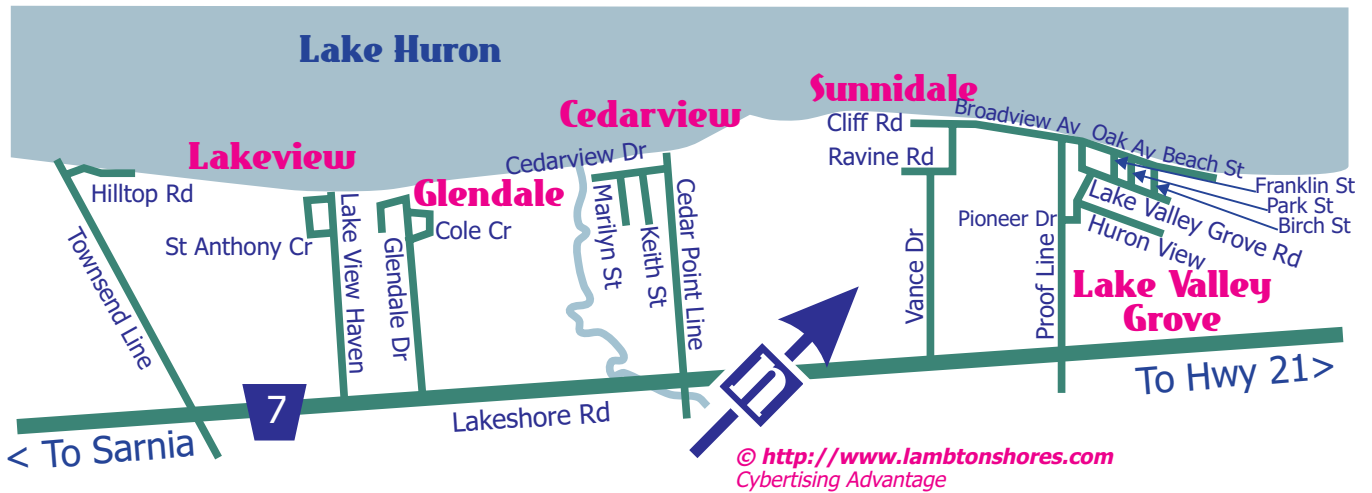 Lake Huron
Sunnidale
Cedarview
Lakeview
Glendale
Broadview Av
Oak Av
Beach St
Cliff Rd
Ravine Rd
Cedarview Dr
Hilltop Rd
Franklin St
Park St
Birch St
Lake Valley Grove Rd
Pioneer Dr
Huron View
St Anthony Cr
Lake View Haven
Cole Cr
Glendale Dr
Marilyn St
Keith St
Cedar Point Line
Townsend Line
Vance Dr
Proof Line
Lake Valley
Grove
7
Lakeshore Rd
To Hwy 21>
< To Sarnia
© http://www.lambtonshores.com
Cybertising Advantage